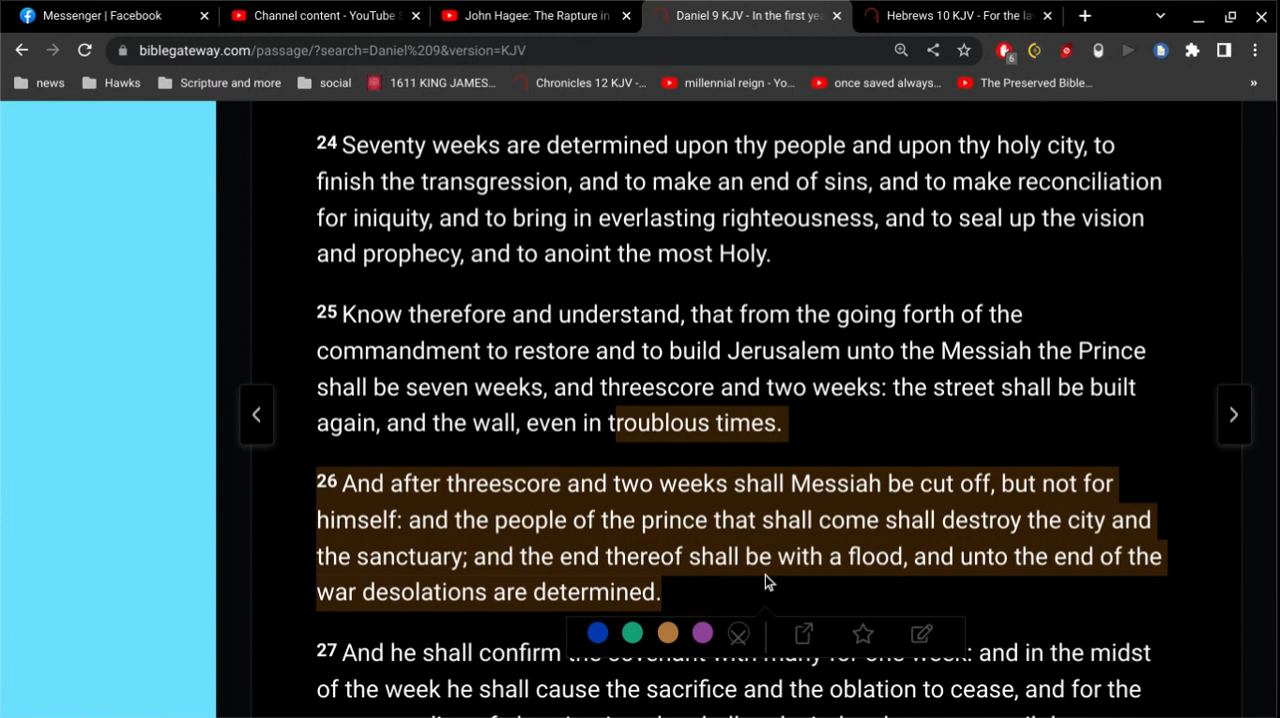 Messenger | Facebook
Channel content - YouTube S
John Hagee: The Rapture in
Daniel 9 KJV - In the first yea
Hebrews 10 KJV - For the la
biblegateway.com/passage/?search=Daniel%209&version=KJV
6
news
Hawks
Scripture and more
social
1611 KING JAMES...
Chronicles 12 KJV -...
millennial reign - Yo...
once saved always...
The Preserved Bible...
»
24 Seventy weeks are determined upon thy people and upon thy holy city, to
finish the transgression, and to make an end of sins, and to make reconciliation
for iniquity, and to bring in everlasting righteousness, and to seal up the vision
and prophecy, and to anoint the most Holy.
25 Know therefore and understand, that from the going forth of the
commandment to restore and to build Jerusalem unto the Messiah the Prince
shall be seven weeks, and threescore and two weeks: the street shall be built
again, and the wall, even in troublous times.
26 And after threescore and two weeks shall Messiah be cut off, but not for
himself: and the people of the prince that shall come shall destroy the city and
the sanctuary; and the end thereof shall be with a flood, and unto the end of the
war desolations are determined.
27 And he shall confirm the covenant with many for one week: and in the midst
of the week he shall cause the sacrifice and the oblation to cease, and for the